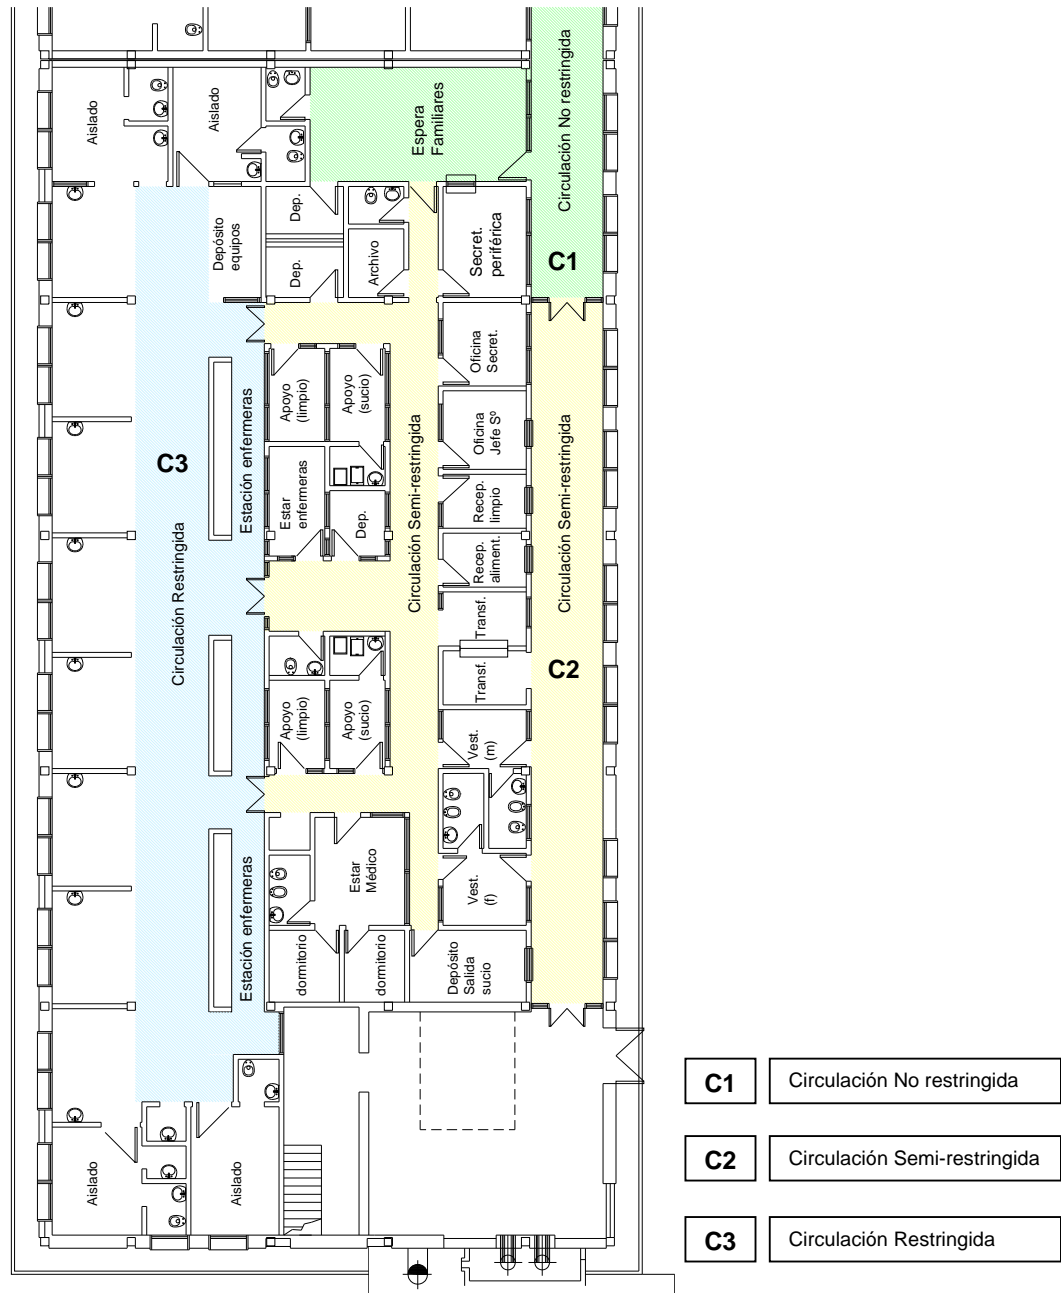 Aislado
Aislado
Espera
Familiares
Circulación No restringida
C1
Depósito
equipos
Dep.
Dep.
Archivo
Secret.
periférica
Oficina
Secret.
Apoyo
(limpio)
Apoyo
(sucio)
Oficina
Jefe Sº
C3
Estación enfermeras
Estar
enfermeras
Dep.
Recep.
limpio
Recep.
aliment.
Circulación Semi-restringida
Circulación Semi-restringida
Circulación Restringida
Transf.
Transf.
C2
Apoyo
(limpio)
Apoyo
(sucio)
Vest.
(m)
Estar
Médico
Vest.
(f)
Estación enfermeras
dormitorio
dormitorio
Depósito
Salida
sucio
Aislado
Aislado
C1 Circulación No restringida
C2 Circulación Semi-restringida
C3 Circulación Restringida